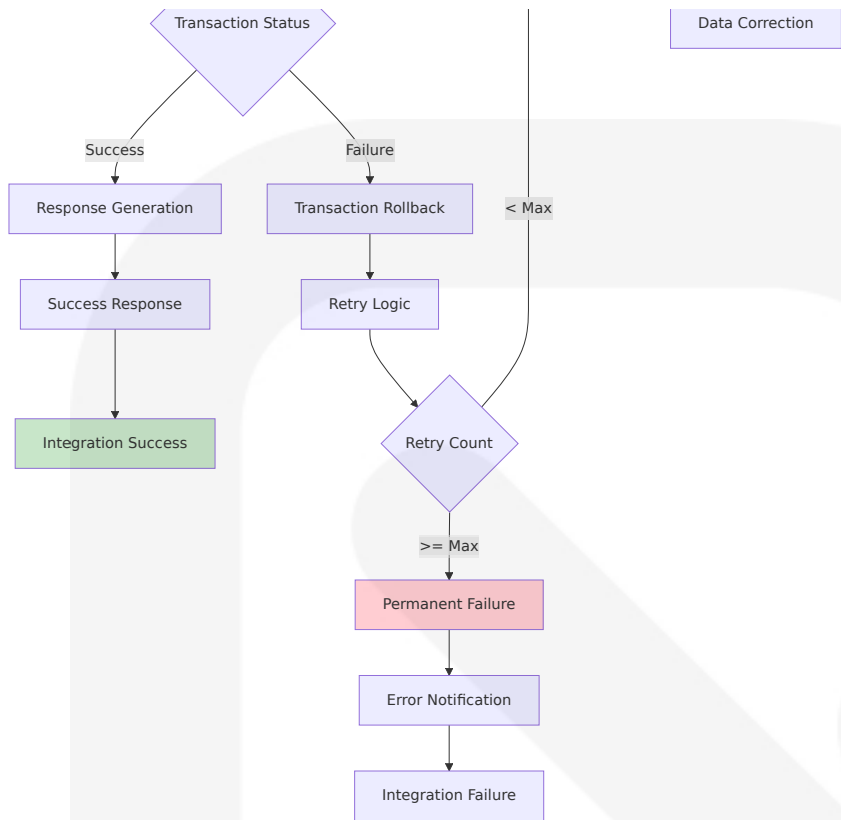 Transaction Status
Data Correction
Success
Failure
Response Generation
Transaction Rollback
< Max
Success Response
Retry Logic
Integration Success
Retry Count
>= Max
Permanent Failure
Error Notification
Integration Failure